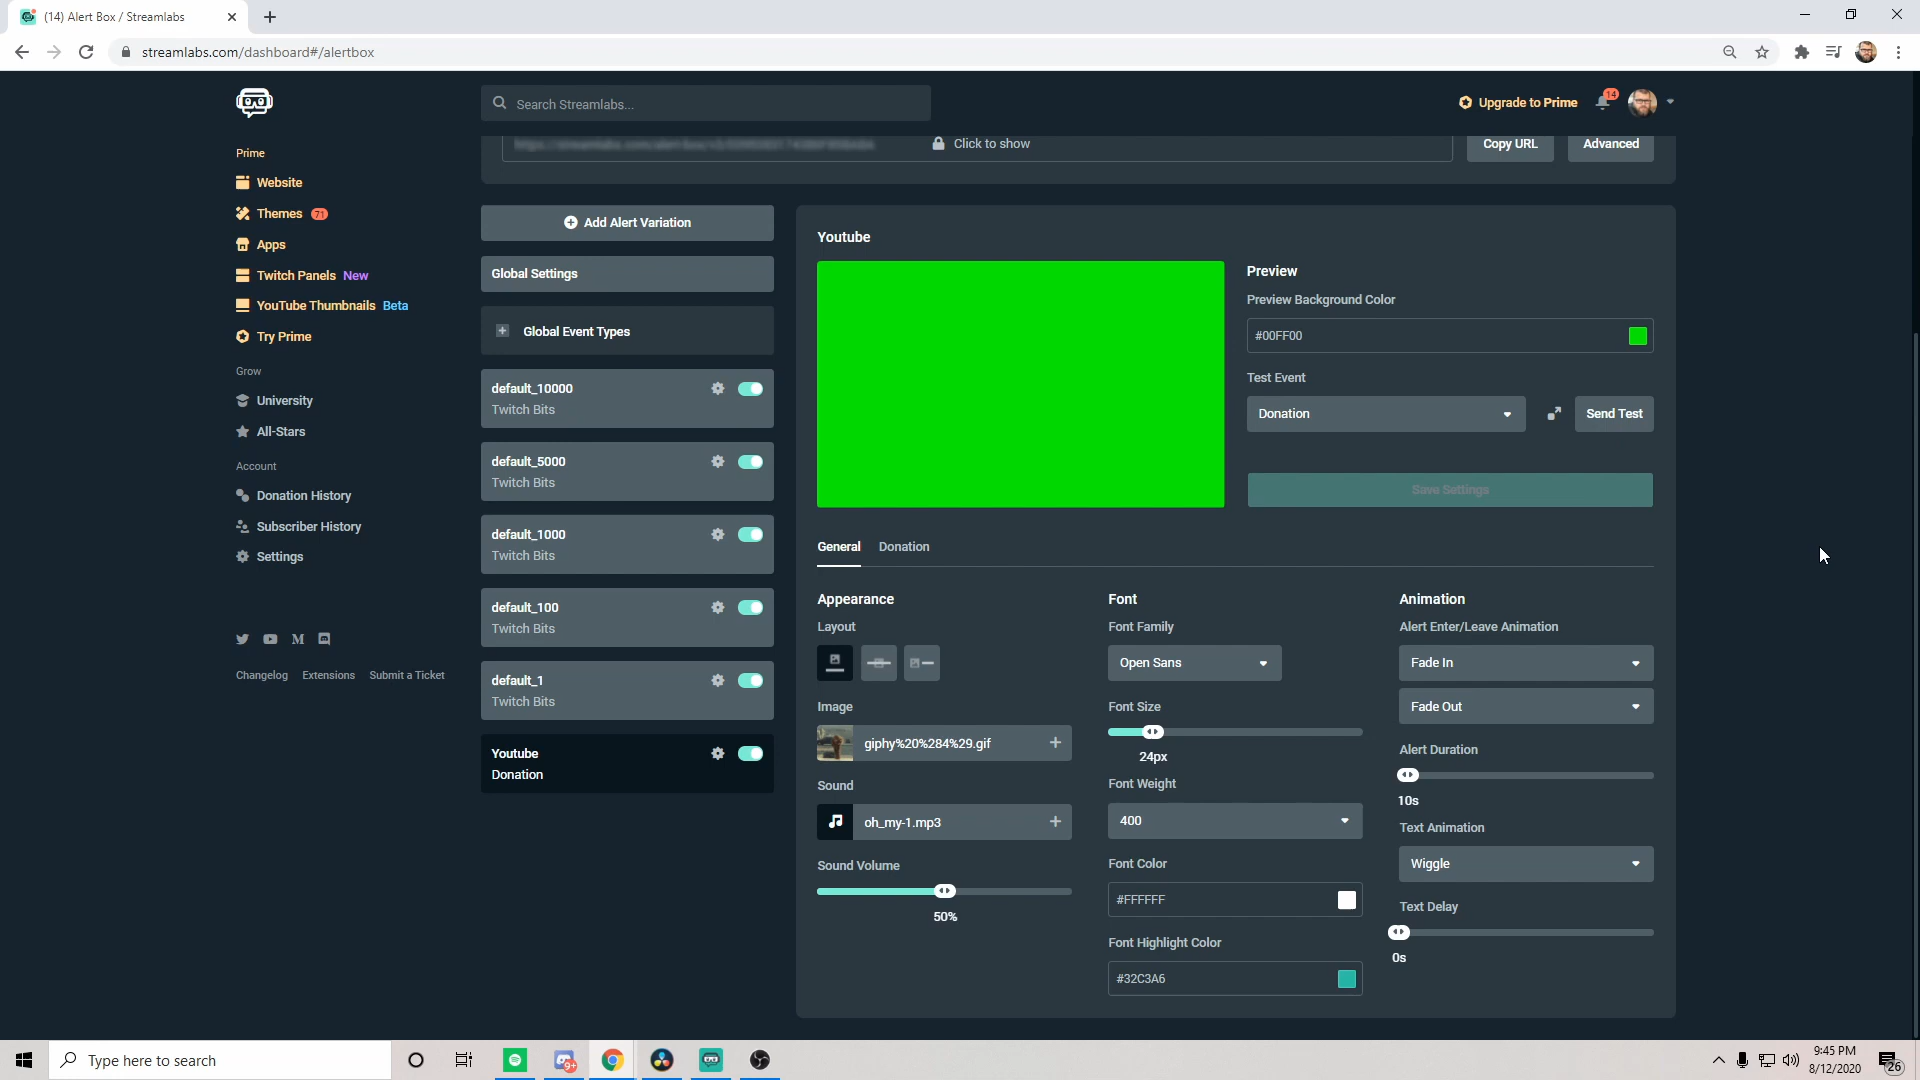 (14) Alert Box / Streamlabs
streamlabs.com/dashboard#/alertbox
Search Streamlabs...
Upgrade to Prime
14
Click to show
Copy URL
Advanced
Prime
Website
Themes 71
Apps
Twitch Panels New
YouTube Thumbnails Beta
Try Prime
Grow
University
All-Stars
Account
Donation History
Subscriber History
Settings
Changelog Extensions Submit a Ticket
Add Alert Variation
Global Settings
Global Event Types
default_10000
Twitch Bits
default_5000
Twitch Bits
default_1000
Twitch Bits
default_100
Twitch Bits
default_1
Twitch Bits
Youtube
Donation
Youtube
Preview
Preview Background Color
#00FF00
Test Event
Donation
Send Test
Save Settings
General Donation
Appearance
Layout
Image
giphy%20%284%29.gif
Sound
oh_my-1.mp3
Sound Volume
50%
Font
Font Family
Open Sans
Font Size
24px
Font Weight
400
Font Color
#FFFFFF
Font Highlight Color
#32C3A6
Animation
Alert Enter/Leave Animation
Fade In
Fade Out
Alert Duration
10s
Text Animation
Wiggle
Text Delay
0s
Type here to search
9+
9:45 PM
8/12/2020
26